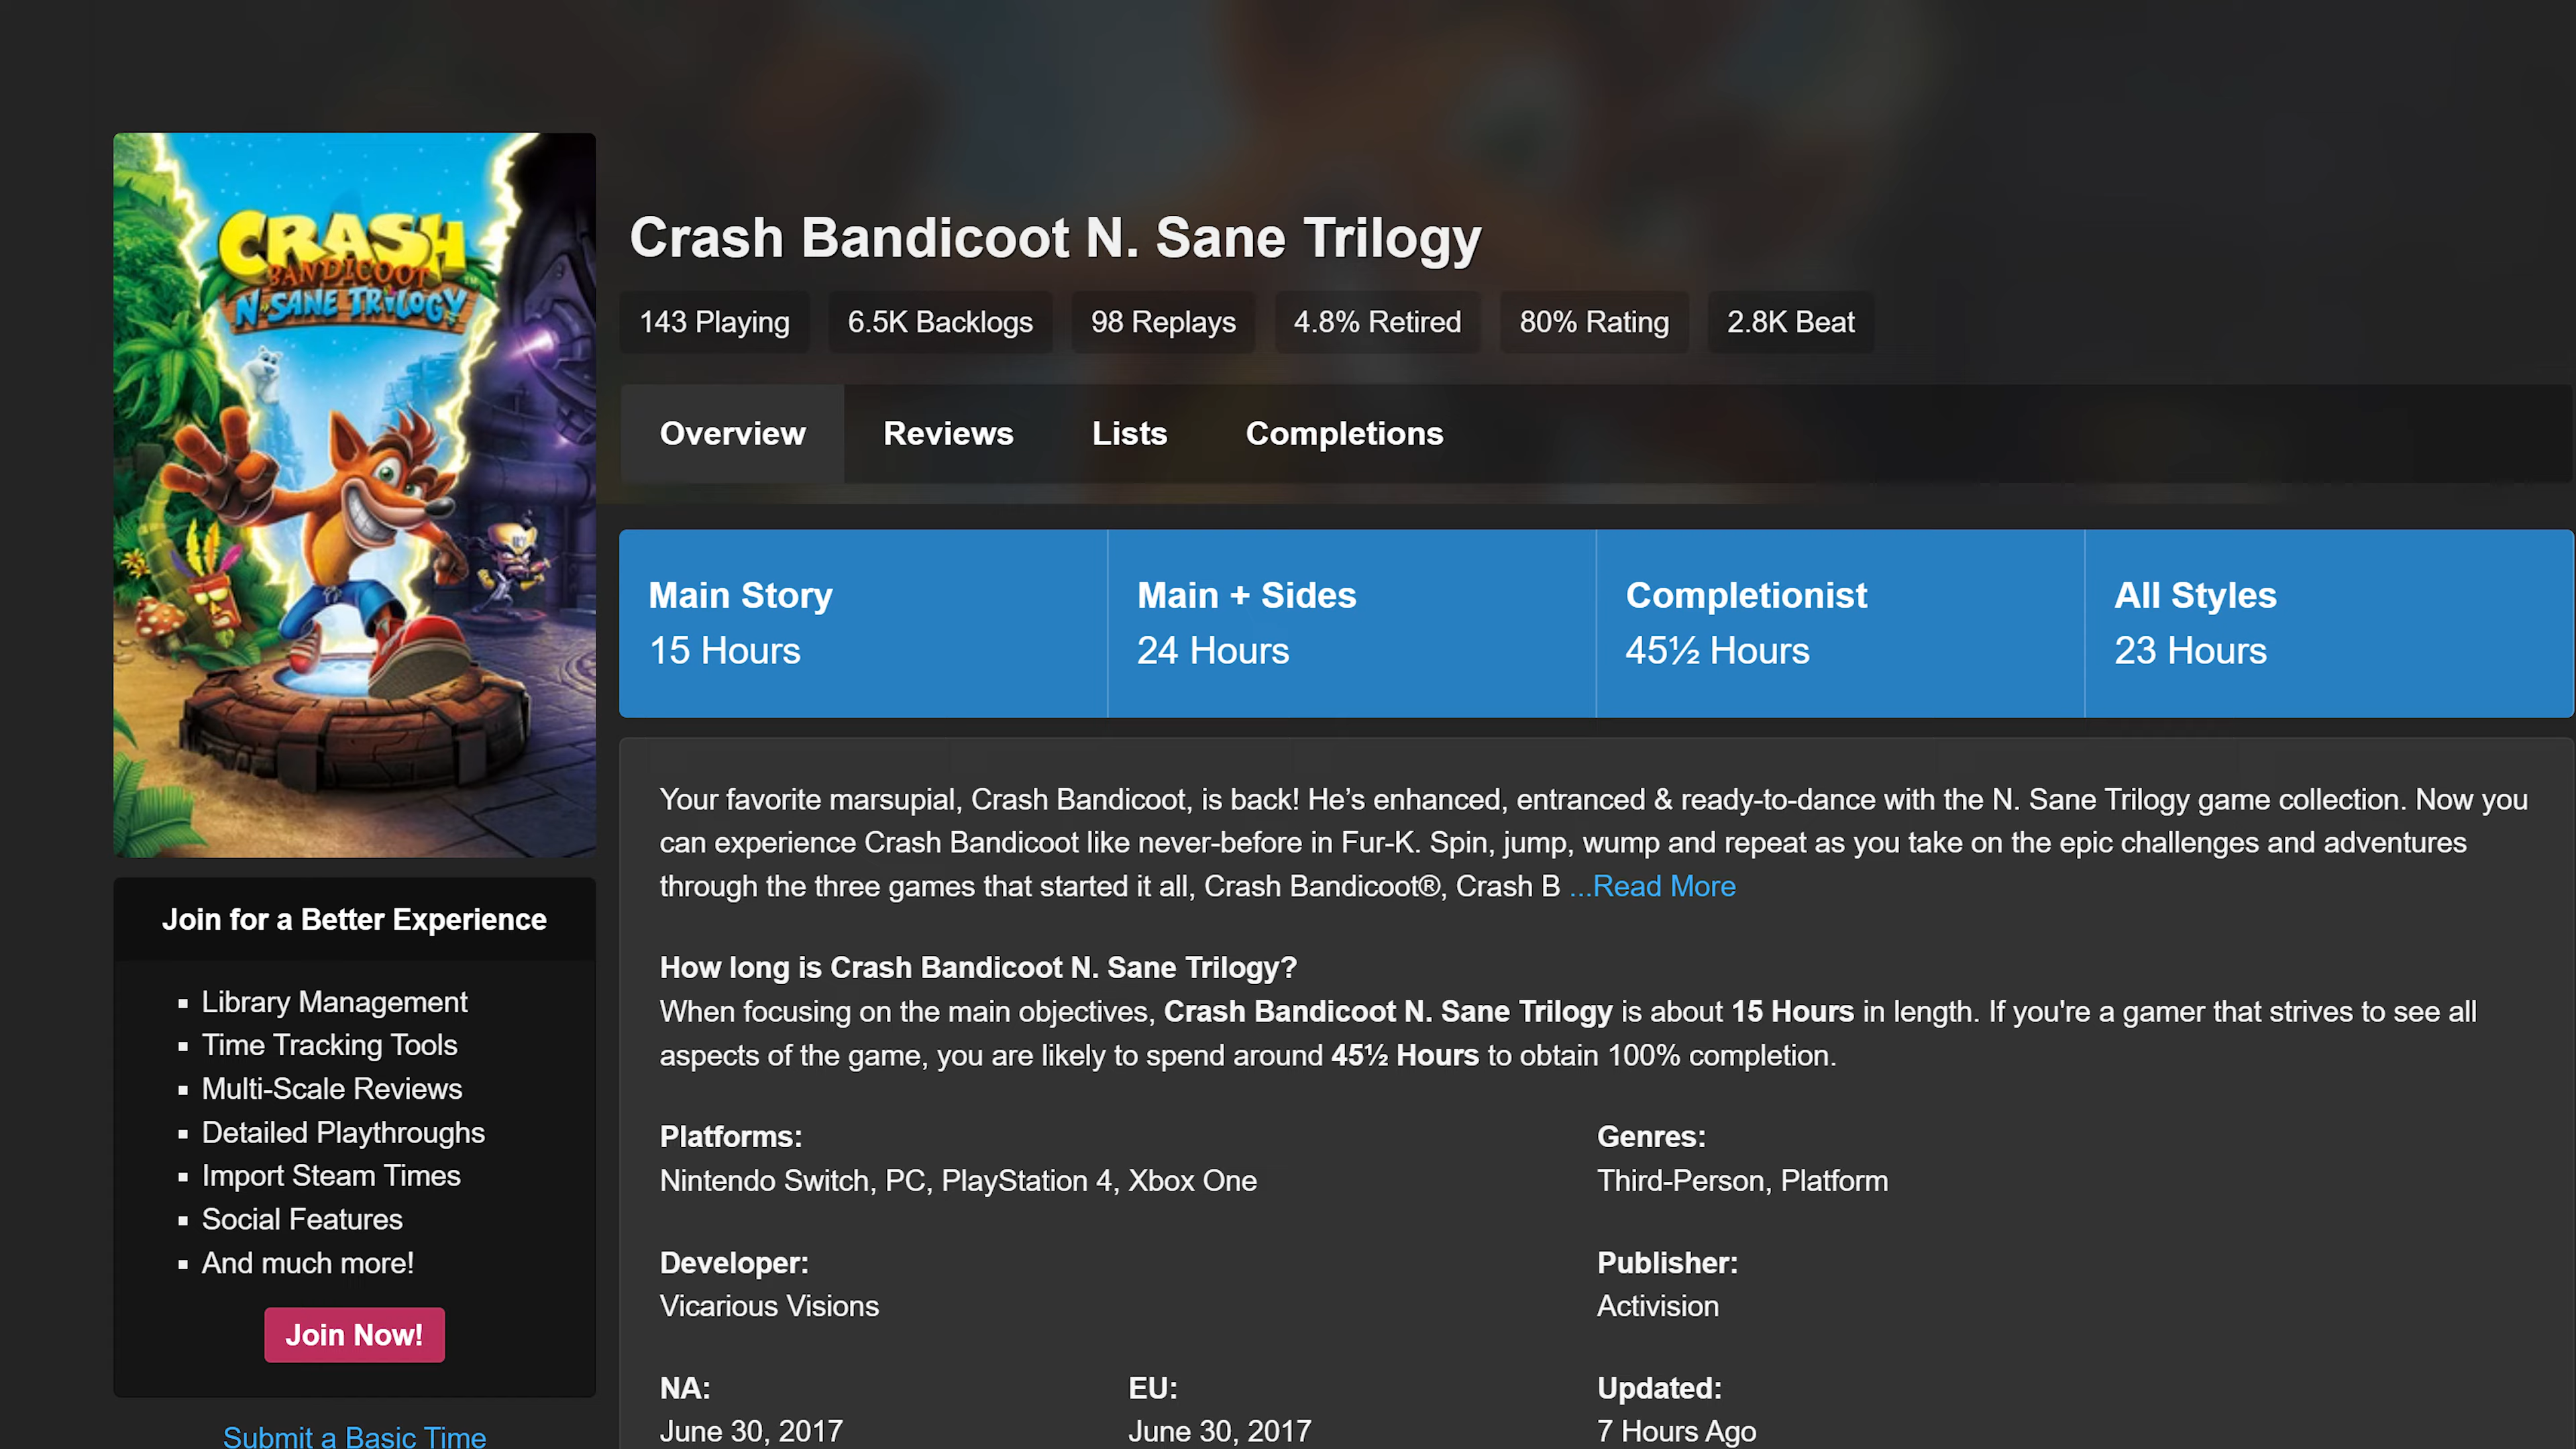 CRASH
BANDICOOT
N. SANE TRILOGY
Crash Bandicoot N. Sane Trilogy
143 Playing
6.5K Backlogs
98 Replays
4.8% Retired
80% Rating
2.8K Beat
Overview
Reviews
Lists
Completions
Main Story
15 Hours
Main + Sides
24 Hours
Completionist
45½ Hours
All Styles
23 Hours
Your favorite marsupial, Crash Bandicoot, is back! He’s enhanced, entranced & ready-to-dance with the N. Sane Trilogy game collection. Now you
can experience Crash Bandicoot like never-before in Fur-K. Spin, jump, wump and repeat as you take on the epic challenges and adventures
through the three games that started it all, Crash Bandicoot®, Crash B ...Read More
How long is Crash Bandicoot N. Sane Trilogy?
When focusing on the main objectives, Crash Bandicoot N. Sane Trilogy is about 15 Hours in length. If you're a gamer that strives to see all
aspects of the game, you are likely to spend around 45½ Hours to obtain 100% completion.
Platforms:
Nintendo Switch, PC, PlayStation 4, Xbox One
Genres:
Third-Person, Platform
Developer:
Vicarious Visions
Publisher:
Activision
NA:
June 30, 2017
EU:
June 30, 2017
Updated:
7 Hours Ago
Join for a Better Experience
▪ Library Management
▪ Time Tracking Tools
▪ Multi-Scale Reviews
▪ Detailed Playthroughs
▪ Import Steam Times
▪ Social Features
▪ And much more!
Join Now!
Submit a Basic Time